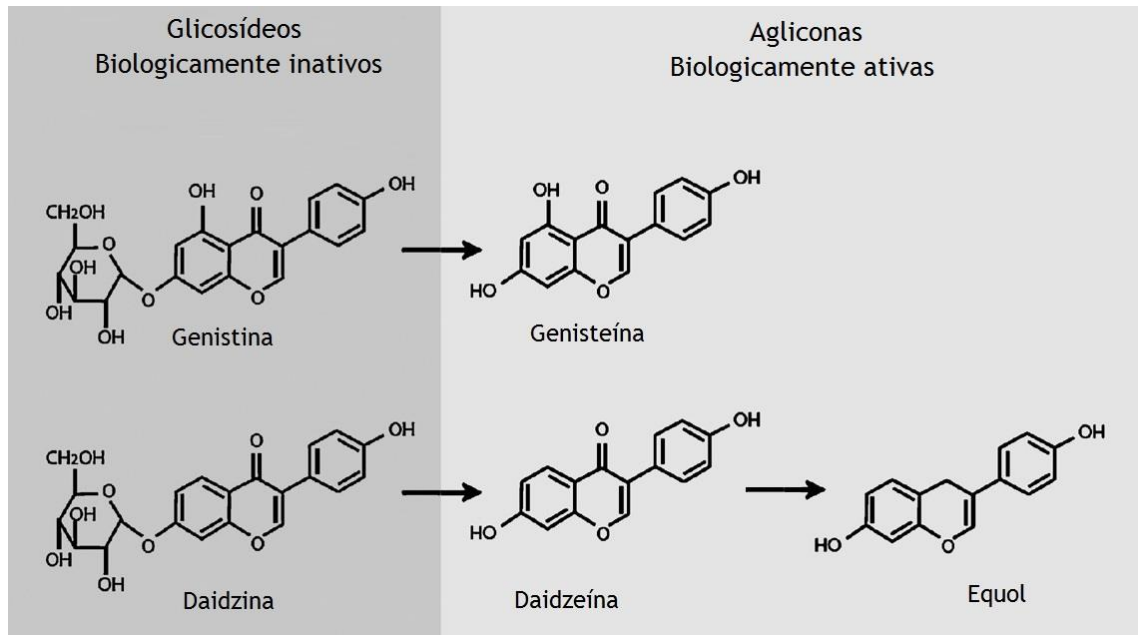 Glicosídeos
Biologicamente inativos
Agliconas
Biologicamente ativas
OH
O
OH
CH₂OH
O
OH
OH
OH
O
O
Genistina
OH
O
OH
HO
O
Genisteína
OH
O
CH₂OH
O
OH
OH
OH
O
O
Daidzina
OH
O
HO
O
Daidzeína
OH
HO
O
Equol